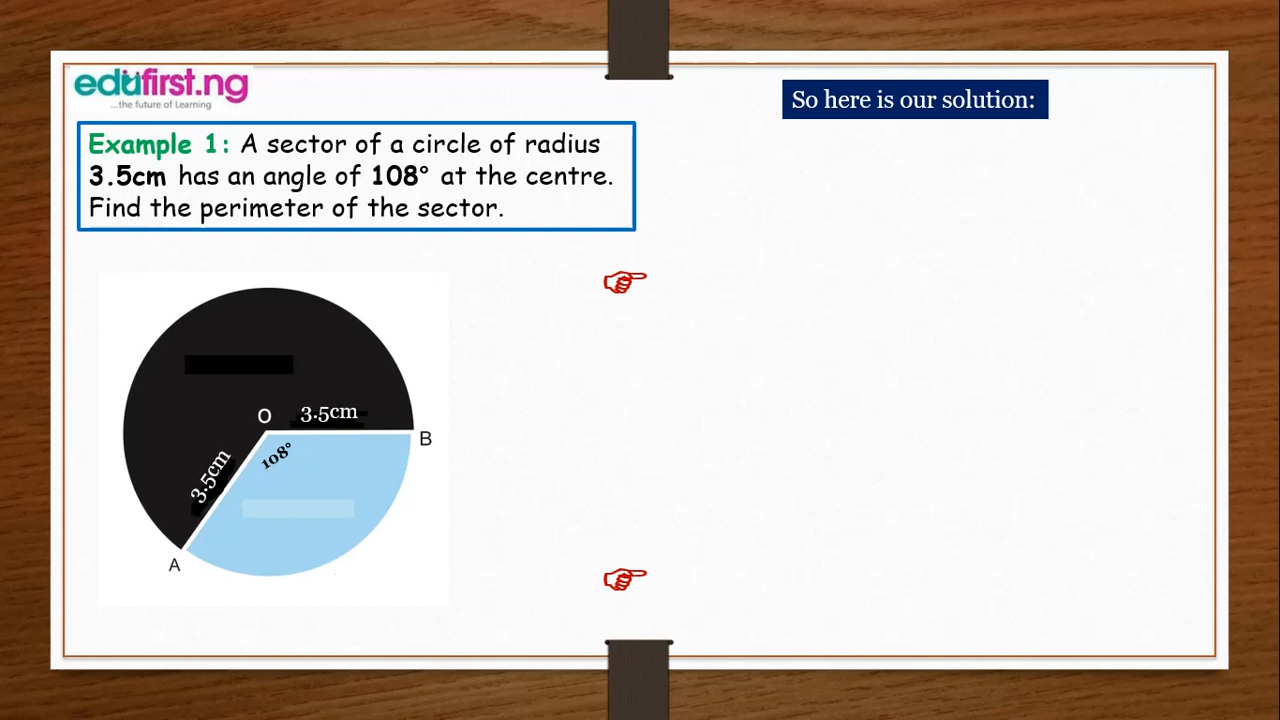 edufirst.ng
...the future of Learning
So here is our solution:
Example 1: A sector of a circle of radius
3.5cm has an angle of 108° at the centre.
Find the perimeter of the sector.
O
3.5cm
B
108°
3.5cm
A